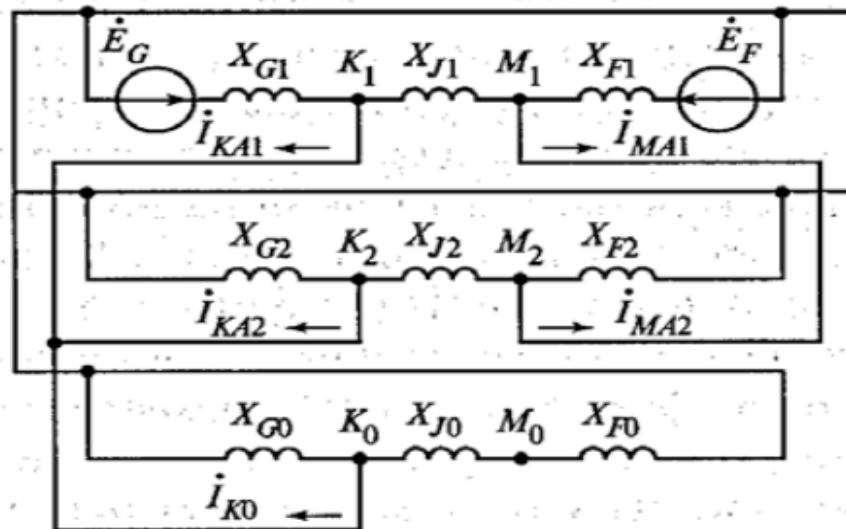 Ė_G Ė_F
X_G1 K_1 X_J1 M_1 X_F1
İ_KA1 İ_MA1
X_G2 K_2 X_J2 M_2 X_F2
İ_KA2 İ_MA2
X_G0 K_0 X_J0 M_0 X_F0
İ_K0